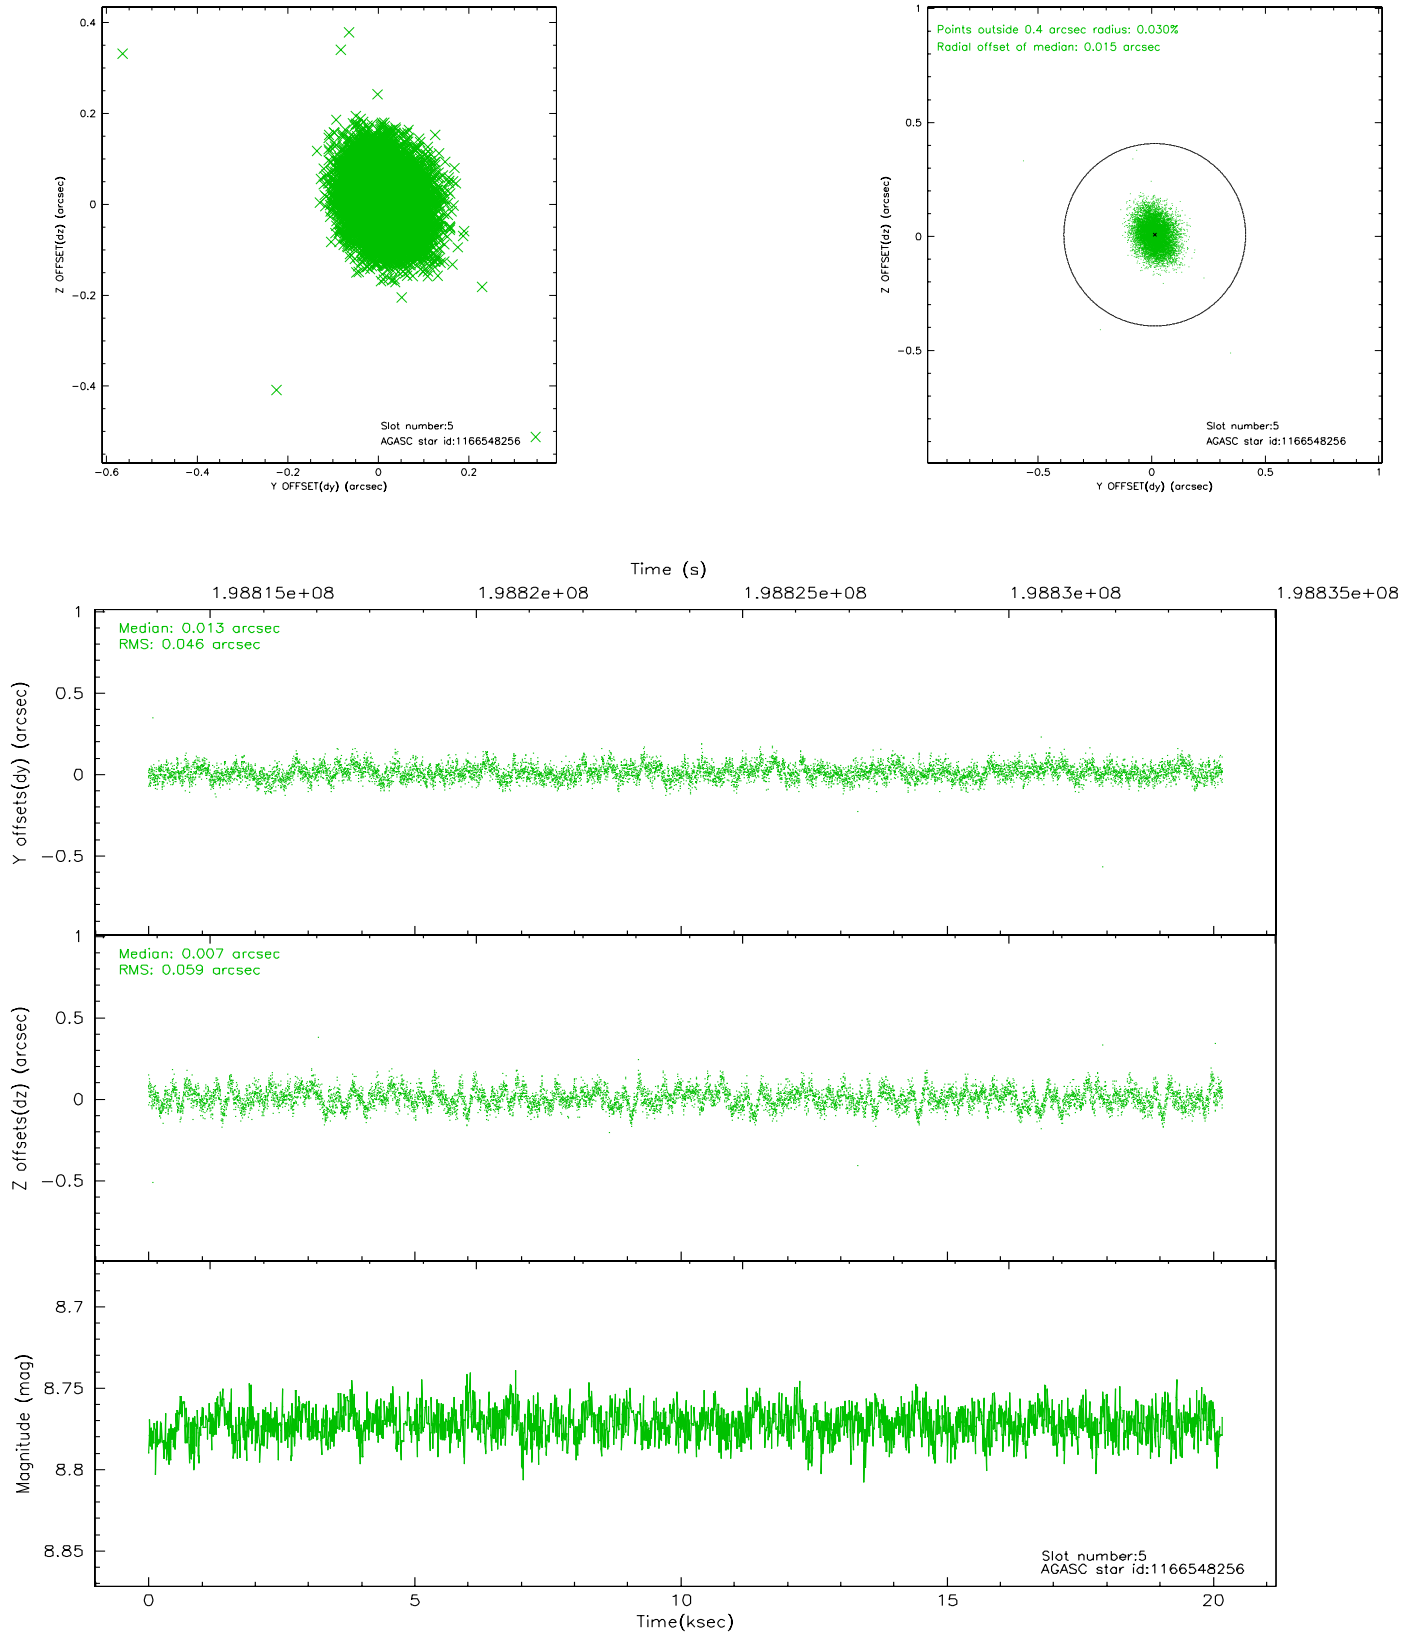 0.4
0.2
0
−0.2
−0.4
Z OFFSET(dz) (arcsec)
Slot number:5
AGASC star id:1166548256
−0.6
−0.4
−0.2
0
0.2
Y OFFSET(dy) (arcsec)
Points outside 0.4 arcsec radius: 0.030%
Radial offset of median: 0.015 arcsec
1
0.5
0
−0.5
Z OFFSET(dz) (arcsec)
Slot number:5
AGASC star id:1166548256
−0.5
0
0.5
1
Y OFFSET(dy) (arcsec)
Time (s)
1.98815e+08
1.9882e+08
1.98825e+08
1.9883e+08
1.98835e+08
Median: 0.013 arcsec
RMS: 0.046 arcsec
1
0.5
0
−0.5
Y offsets(dy) (arcsec)
Median: 0.007 arcsec
RMS: 0.059 arcsec
1
0.5
0
−0.5
Z offsets(dz) (arcsec)
8.7
8.75
8.8
8.85
Magnitude (mag)
Slot number:5
AGASC star id:1166548256
0
5
10
15
20
Time(ksec)